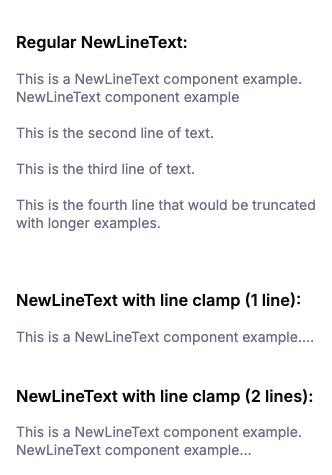 Regular NewLineText:
This is a NewLineText component example.
NewLineText component example
This is the second line of text.
This is the third line of text.
This is the fourth line that would be truncated
with longer examples.
NewLineText with line clamp (1 line):
This is a NewLineText component example....
NewLineText with line clamp (2 lines):
This is a NewLineText component example.
NewLineText component example...